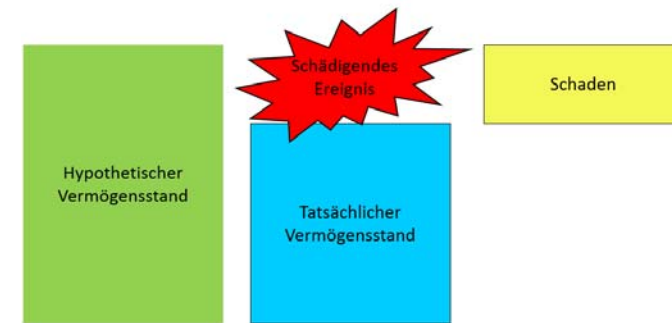 Schädigendes
Ereignis
Schaden
Hypothetischer
Vermögensstand
Tatsächlicher
Vermögensstand